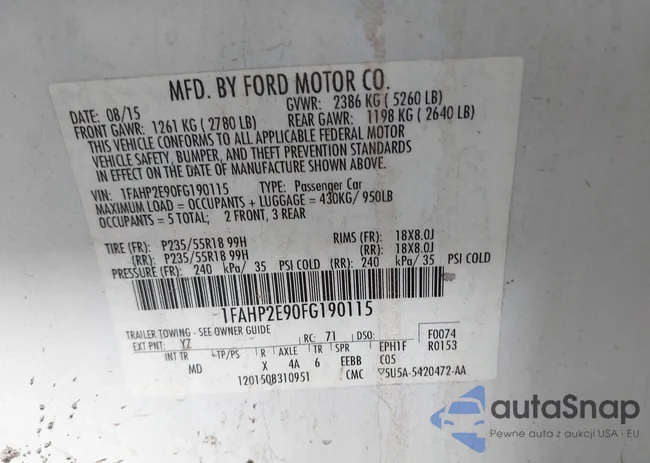 MFD. BY FORD MOTOR CO.
DATE: 08/15 GVWR: 2386 KG ( 5260 LB)
FRONT GAWR: 1261 KG ( 2780 LB) REAR GAWR: 1198 KG ( 2640 LB)
THIS VEHICLE CONFORMS TO ALL APPLICABLE FEDERAL MOTOR
VEHICLE SAFETY, BUMPER, AND THEFT PREVENTION STANDARDS
IN EFFECT ON THE DATE OF MANUFACTURE SHOWN ABOVE.
VIN: 1FAHP2E90FG190115 TYPE: Passenger Car
MAXIMUM LOAD = OCCUPANTS + LUGGAGE = 430KG/ 950LB
OCCUPANTS = 5 TOTAL; 2 FRONT, 3 REAR
TIRE (FR): P235/55R18 99H RIMS (FR): 18X8.0J
(RR): P235/55R18 99H (RR): 18X8.0J
PRESSURE (FR): 240 kPa/ 35 PSI COLD (RR): 240 kPa/ 35 PSI COLD
1FAHP2E90FG190115
TRAILER TOWING - SEE OWNER GUIDE
EXT PNT: YZ RC: 71 DSO: F0074
INT TR TP/PS R AXLE TR SPR EPH1F R0153
MD X 4A 6 EEBB C05
1201508310951 CMC ▽5U5A-5420472-AA
autaSnap
Pewne auto z aukcji USA i EU